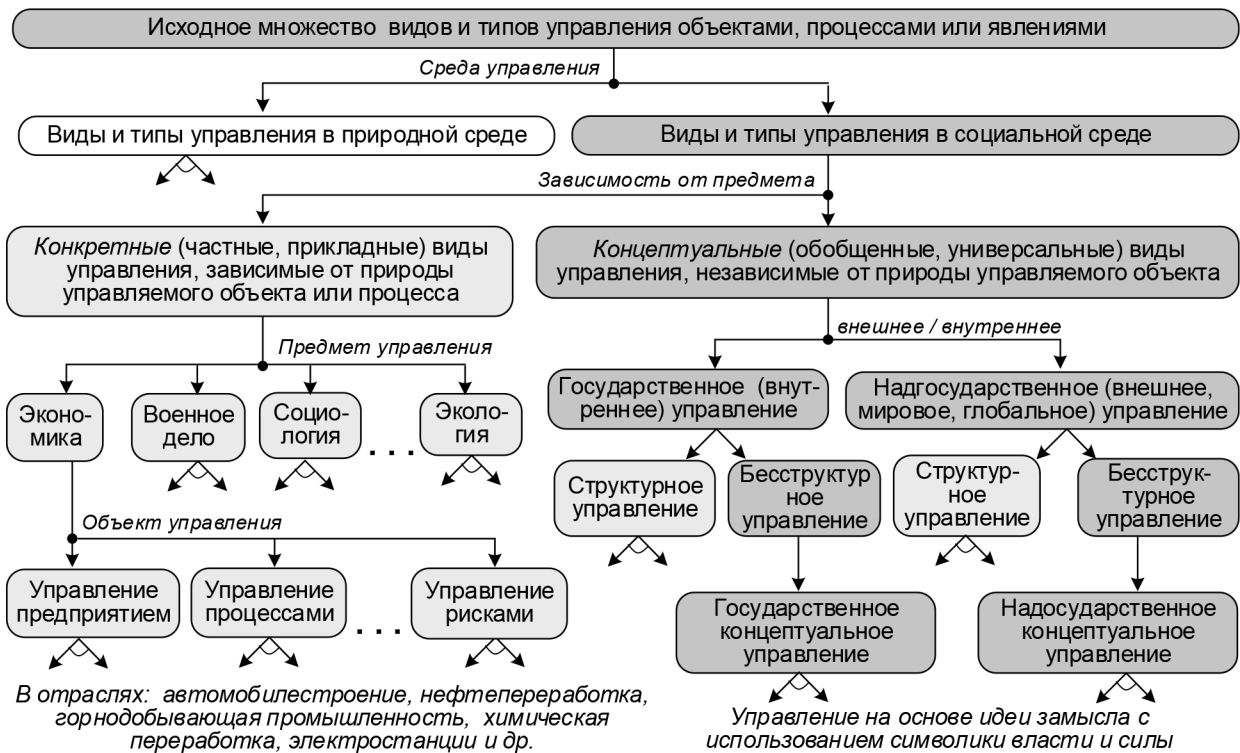 Исходное множество видов и типов управления объектами, процессами или явлениями
Среда управления
Виды и типы управления в природной среде
Виды и типы управления в социальной среде
Зависимость от предмета
Конкретные (частные, прикладные) виды
управления, зависимые от природы
управляемого объекта или процесса
Концептуальные (обобщенные, универсальные) виды
управления, независимые от природы управляемого объекта
Предмет управления
внешнее / внутреннее
Эконо-
мика
Военное
дело
Социо-
логия
. . .
Эколо-
гия
Государственное (внут-
реннее) управление
Надгосударственное (внешнее,
мировое, глобальное) управление
Структурное
управление
Бесструктур
ное
управление
Структур-
ное
управление
Бесструк-
турное
управление
Объект управления
Управление
предприятием
Управление
процессами
. . .
Управление
рисками
Государственное
концептуальное
управление
Надосударственное
концептуальное
управление
В отраслях: автомобилестроение, нефтепереработка,
горнодобывающая промышленность, химическая
переработка, электростанции и др.
Управление на основе идеи замысла с
использованием символики власти и силы